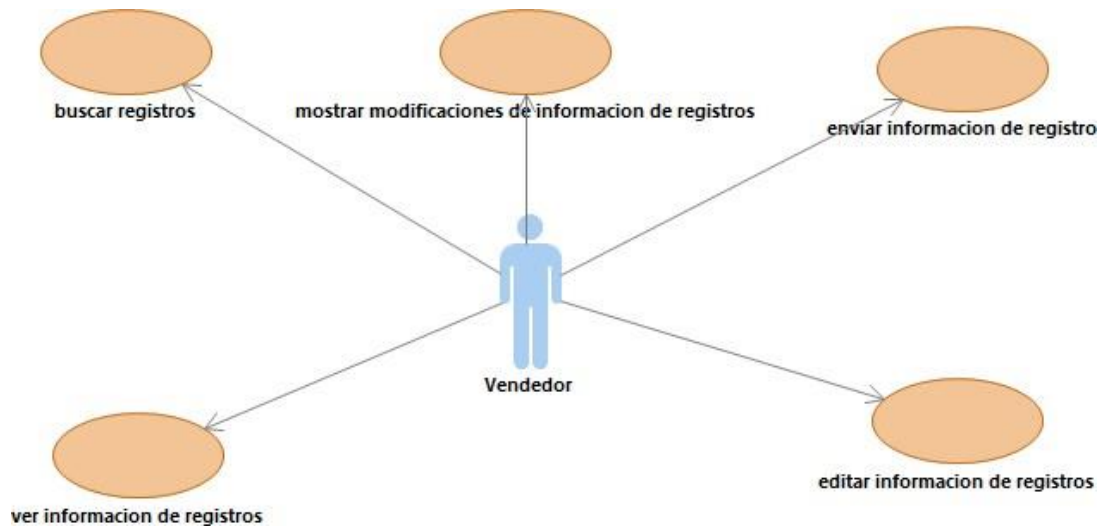 buscar registros
mostrar modificaciones de informacion de registros
enviar informacion de registro
Vendedor
editar informacion de registros
ver informacion de registros